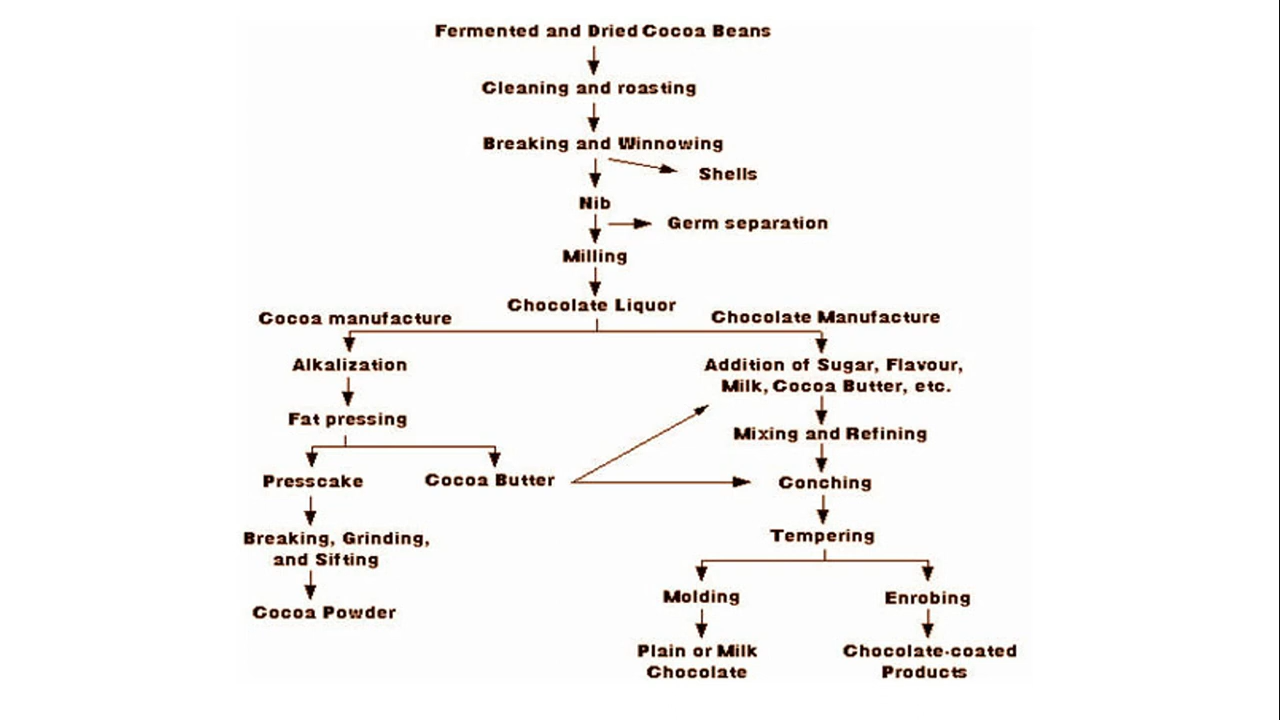 Fermented and Dried Cocoa Beans
Cleaning and roasting
Breaking and Winnowing
Shells
Nib
Germ separation
Milling
Chocolate Liquor
Cocoa manufacture
Chocolate Manufacture
Alkalization
Addition of Sugar, Flavour,
Milk, Cocoa Butter, etc.
Fat pressing
Mixing and Refining
Presscake
Cocoa Butter
Conching
Breaking, Grinding,
and Sifting
Tempering
Cocoa Powder
Molding
Enrobing
Plain or Milk
Chocolate
Chocolate-coated
Products